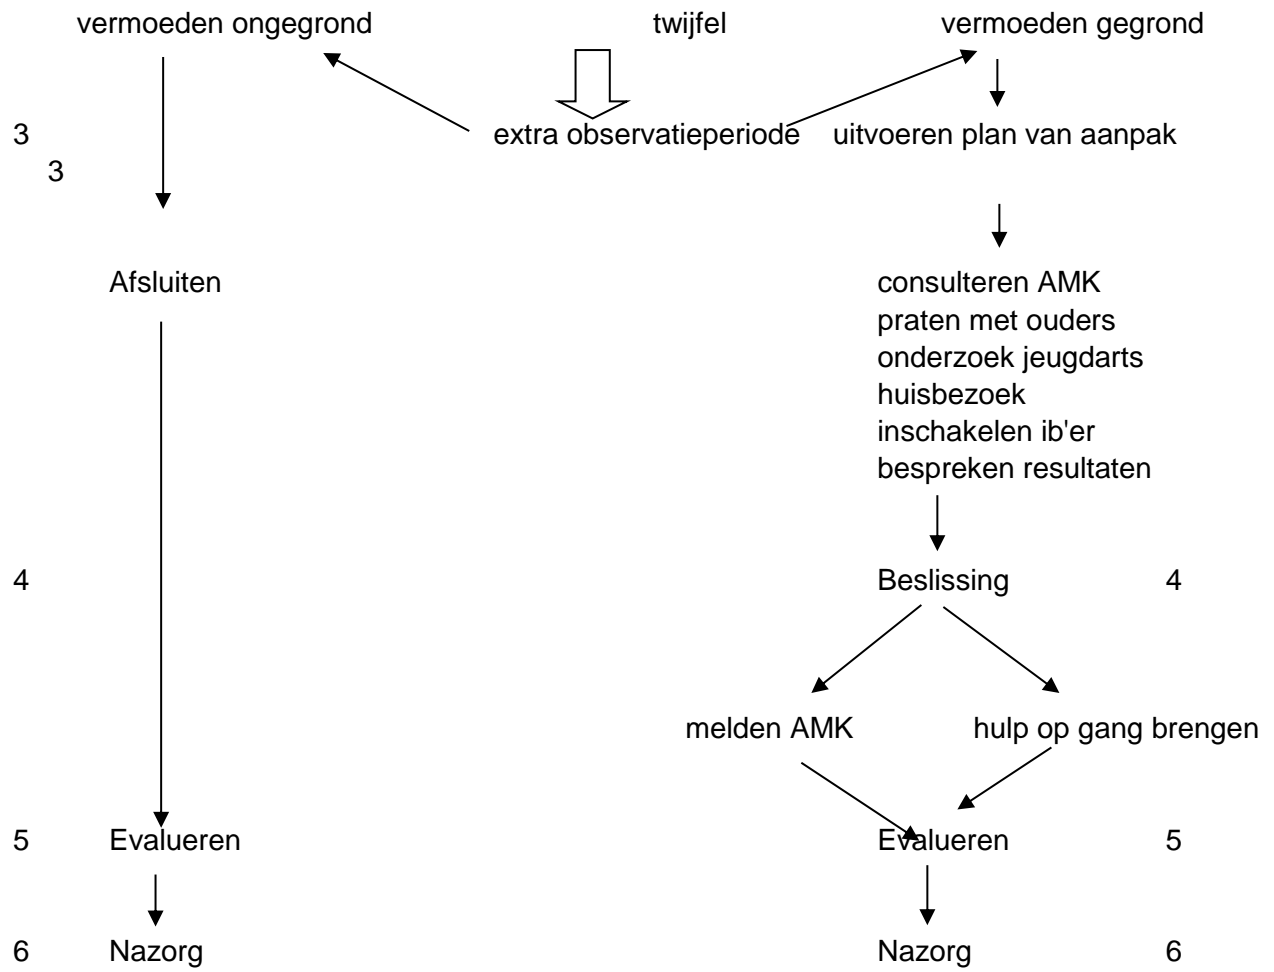 vermoeden ongegrond twijfel vermoeden gegrond
3 extra observatieperiode uitvoeren plan van aanpak
3
Afsluiten consulteren AMK
praten met ouders
onderzoek jeugdarts
huisbezoek
inschakelen ib'er
bespreken resultaten
4 Beslissing 4
melden AMK hulp op gang brengen
5 Evalueren Evalueren 5
6 Nazorg Nazorg 6